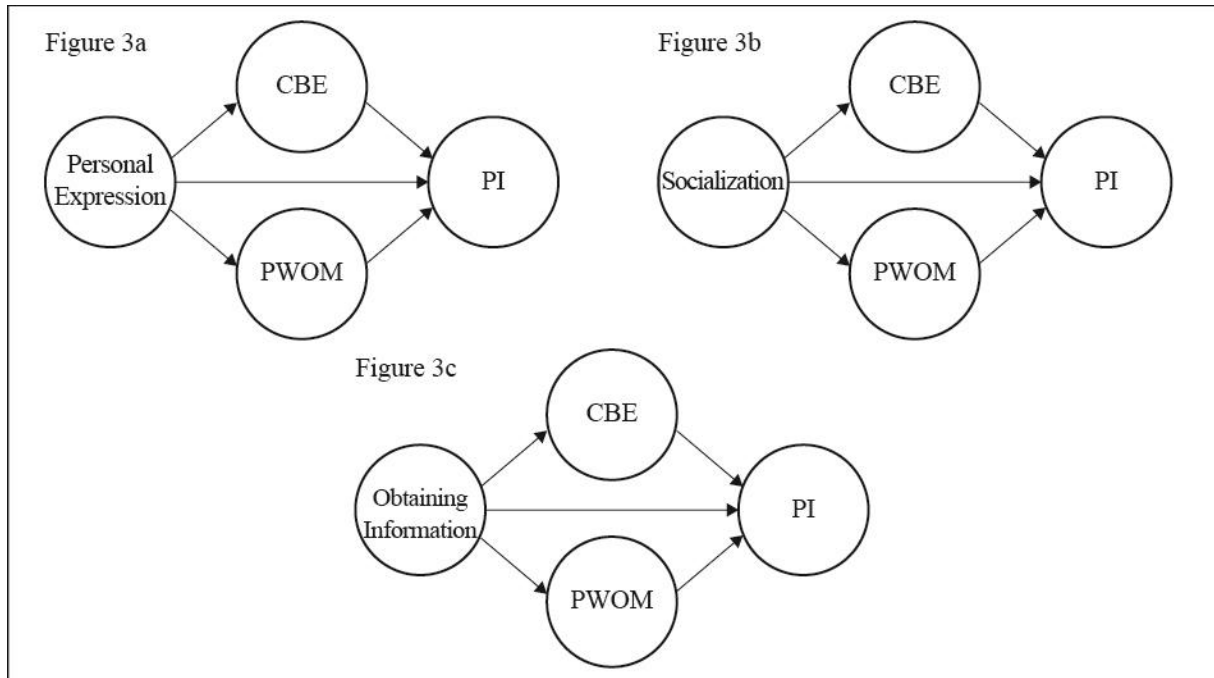 Figure 3a
CBE
Personal
Expression
PI
PWOM
Figure 3b
CBE
Socialization
PI
PWOM
Figure 3c
CBE
Obtaining
Information
PI
PWOM